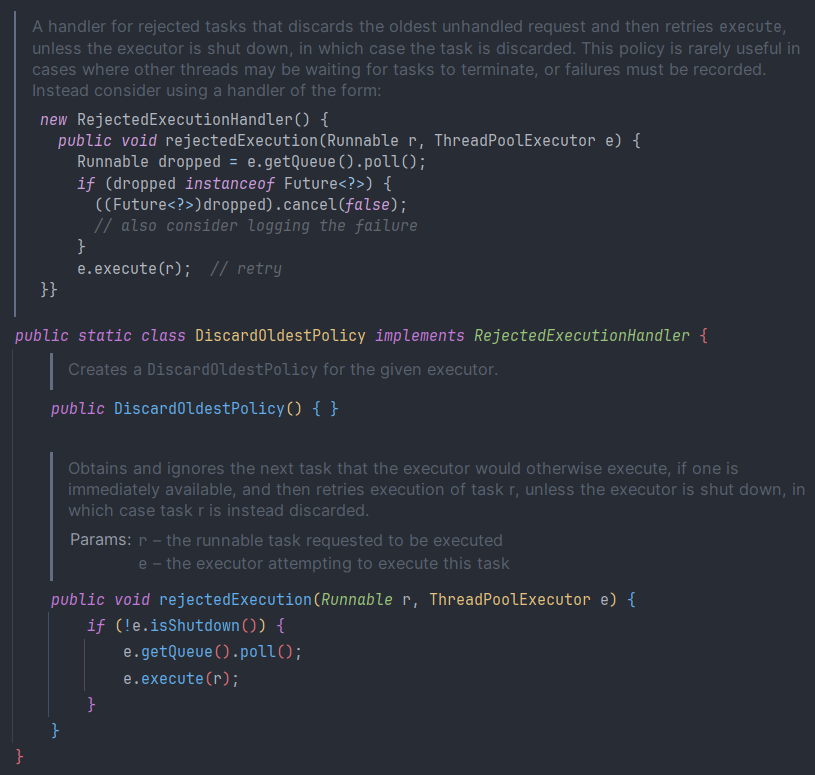 A handler for rejected tasks that discards the oldest unhandled request and then retries execute,
unless the executor is shut down, in which case the task is discarded. This policy is rarely useful in
cases where other threads may be waiting for tasks to terminate, or failures must be recorded.
Instead consider using a handler of the form:
new RejectedExecutionHandler() {
  public void rejectedExecution(Runnable r, ThreadPoolExecutor e) {
    Runnable dropped = e.getQueue().poll();
    if (dropped instanceof Future<?>) {
      ((Future<?>)dropped).cancel(false);
      // also consider logging the failure
    }
    e.execute(r);  // retry
}}
public static class DiscardOldestPolicy implements RejectedExecutionHandler {
Creates a DiscardOldestPolicy for the given executor.
    public DiscardOldestPolicy() { }
Obtains and ignores the next task that the executor would otherwise execute, if one is
immediately available, and then retries execution of task r, unless the executor is shut down, in
which case task r is instead discarded.
Params: r – the runnable task requested to be executed
e – the executor attempting to execute this task
    public void rejectedExecution(Runnable r, ThreadPoolExecutor e) {
        if (!e.isShutdown()) {
            e.getQueue().poll();
            e.execute(r);
        }
    }
}